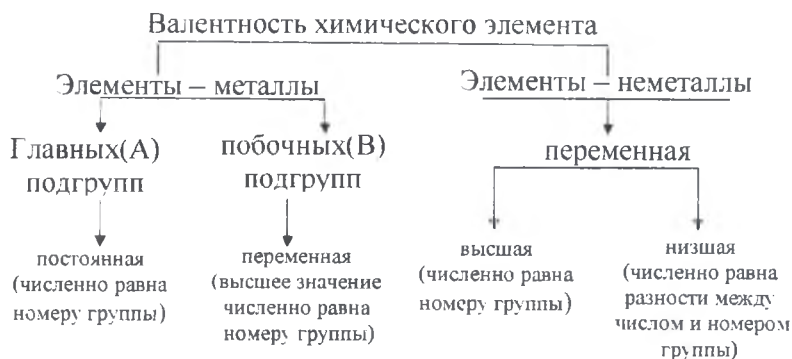 Валентность химического элемента
Элементы – металлы
Элементы – неметаллы
Главных(А)
подгрупп
побочных(В)
подгрупп
переменная
постоянная
(численно равна
номеру группы)
переменная
(высшее значение
численно равна
номеру группы)
высшая
(численно равна
номеру группы)
низшая
(численно равна
разности между
числом и номером
группы)